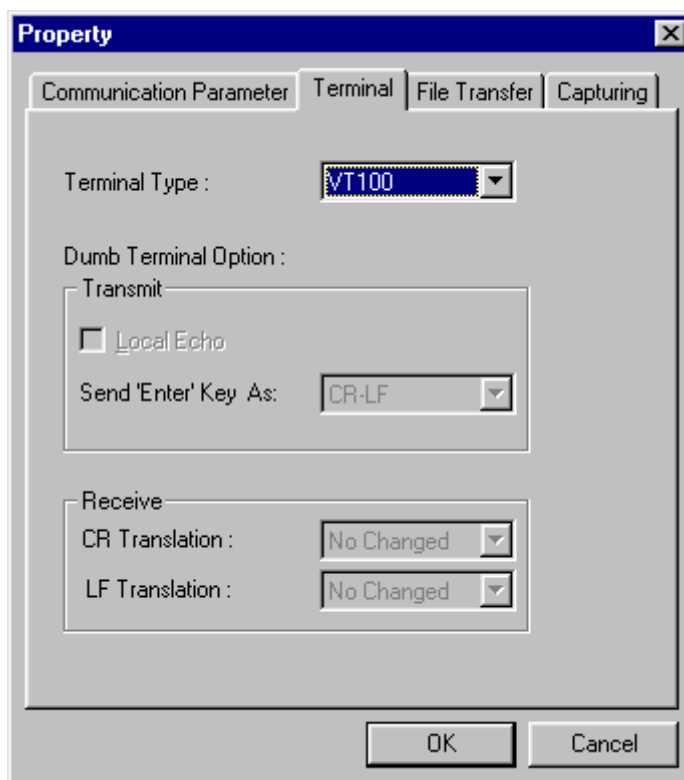 Property
Communication Parameter Terminal File Transfer Capturing
Terminal Type : VT100
Dumb Terminal Option :
Transmit
Local Echo
Send 'Enter' Key As: CR-LF
Receive
CR Translation : No Changed
LF Translation : No Changed
OK Cancel